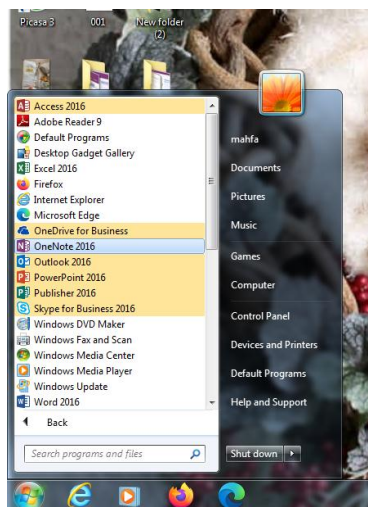 Picasa 3
001
New folder
(2)
Access 2016
Adobe Reader 9
Default Programs
Desktop Gadget Gallery
Excel 2016
Firefox
Internet Explorer
Microsoft Edge
OneDrive for Business
OneNote 2016
Outlook 2016
PowerPoint 2016
Publisher 2016
Skype for Business 2016
Windows DVD Maker
Windows Fax and Scan
Windows Media Center
Windows Media Player
Windows Update
Word 2016
Back
Search programs and files
mahfa
Documents
Pictures
Music
Games
Computer
Control Panel
Devices and Printers
Default Programs
Help and Support
Shut down